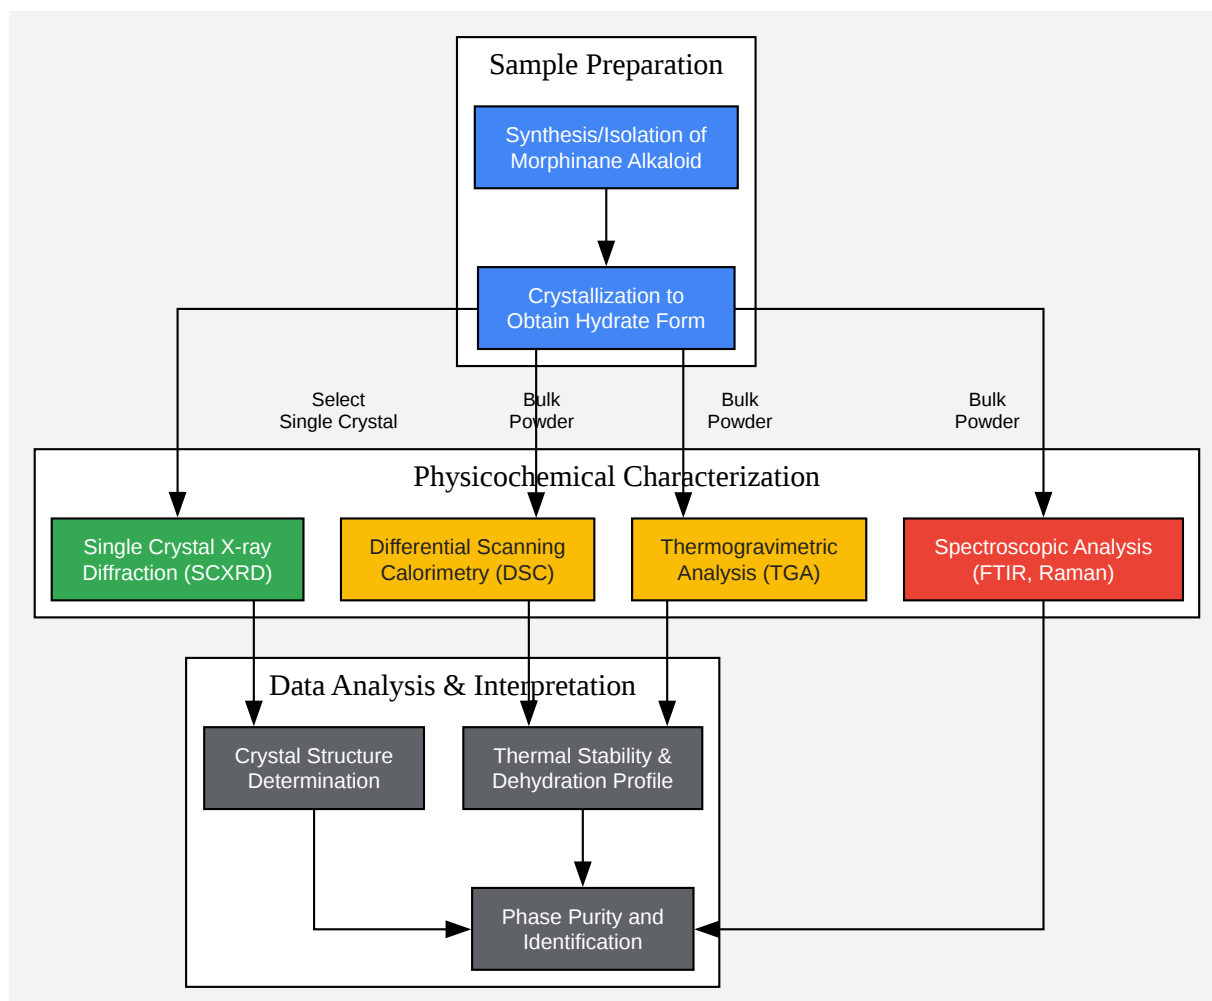 Sample Preparation
Synthesis/Isolation of
Morphinane Alkaloid
Crystallization to
Obtain Hydrate Form
Select
Single Crystal
Bulk
Powder
Bulk
Powder
Bulk
Powder
Physicochemical Characterization
Single Crystal X-ray
Diffraction (SCXRD)
Differential Scanning
Calorimetry (DSC)
Thermogravimetric
Analysis (TGA)
Spectroscopic Analysis
(FTIR, Raman)
Data Analysis & Interpretation
Crystal Structure
Determination
Thermal Stability &
Dehydration Profile
Phase Purity and
Identification